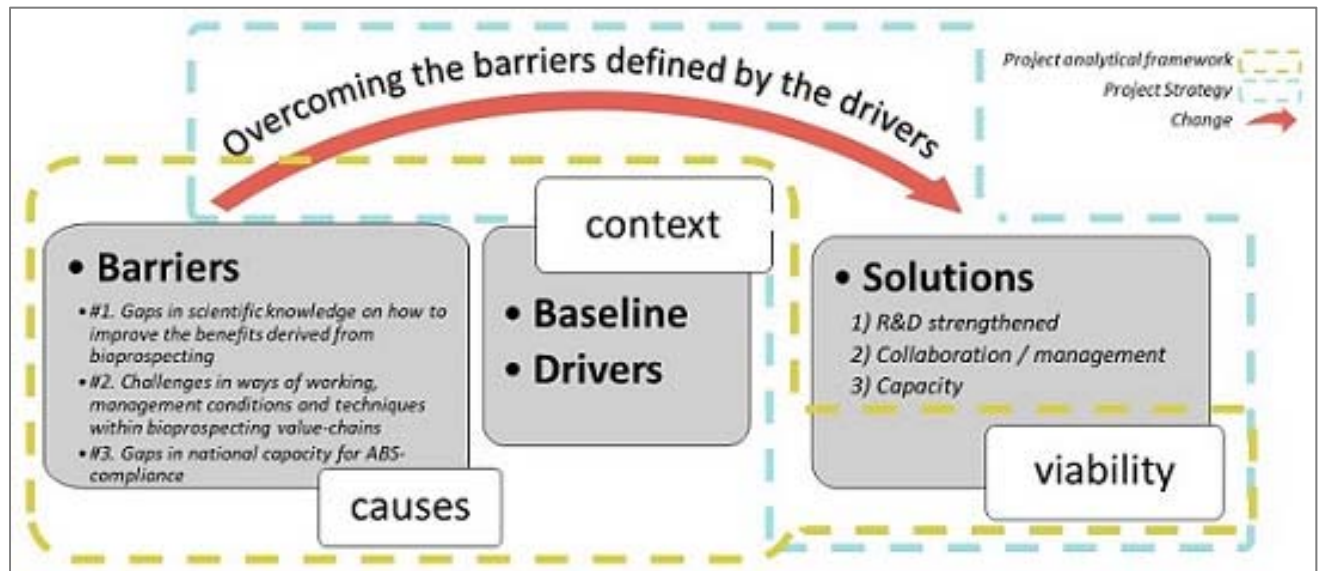 Overcoming the barriers defined by the drivers
Project analytical framework
Project Strategy
Change
• Barriers
• #1. Gaps in scientific knowledge on how to
improve the benefits derived from
bioprospecting
• #2. Challenges in ways of working,
management conditions and techniques
within bioprospecting value-chains
• #3. Gaps in national capacity for ABS-
compliance
causes
context
• Baseline
• Drivers
• Solutions
1) R&D strengthened
2) Collaboration / management
3) Capacity
viability